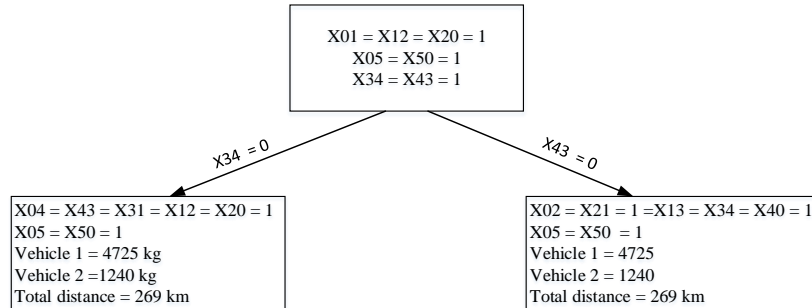 X01 = X12 = X20 = 1
X05 = X50 = 1
X34 = X43 = 1
X34 = 0
X43 = 0
X04 = X43 = X31 = X12 = X20 = 1
X05 = X50 = 1
Vehicle 1 = 4725 kg
Vehicle 2 =1240 kg
Total distance = 269 km
X02 = X21 = 1 =X13 = X34 = X40 = 1
X05 = X50  = 1
Vehicle 1 = 4725
Vehicle 2 = 1240
Total distance = 269 km